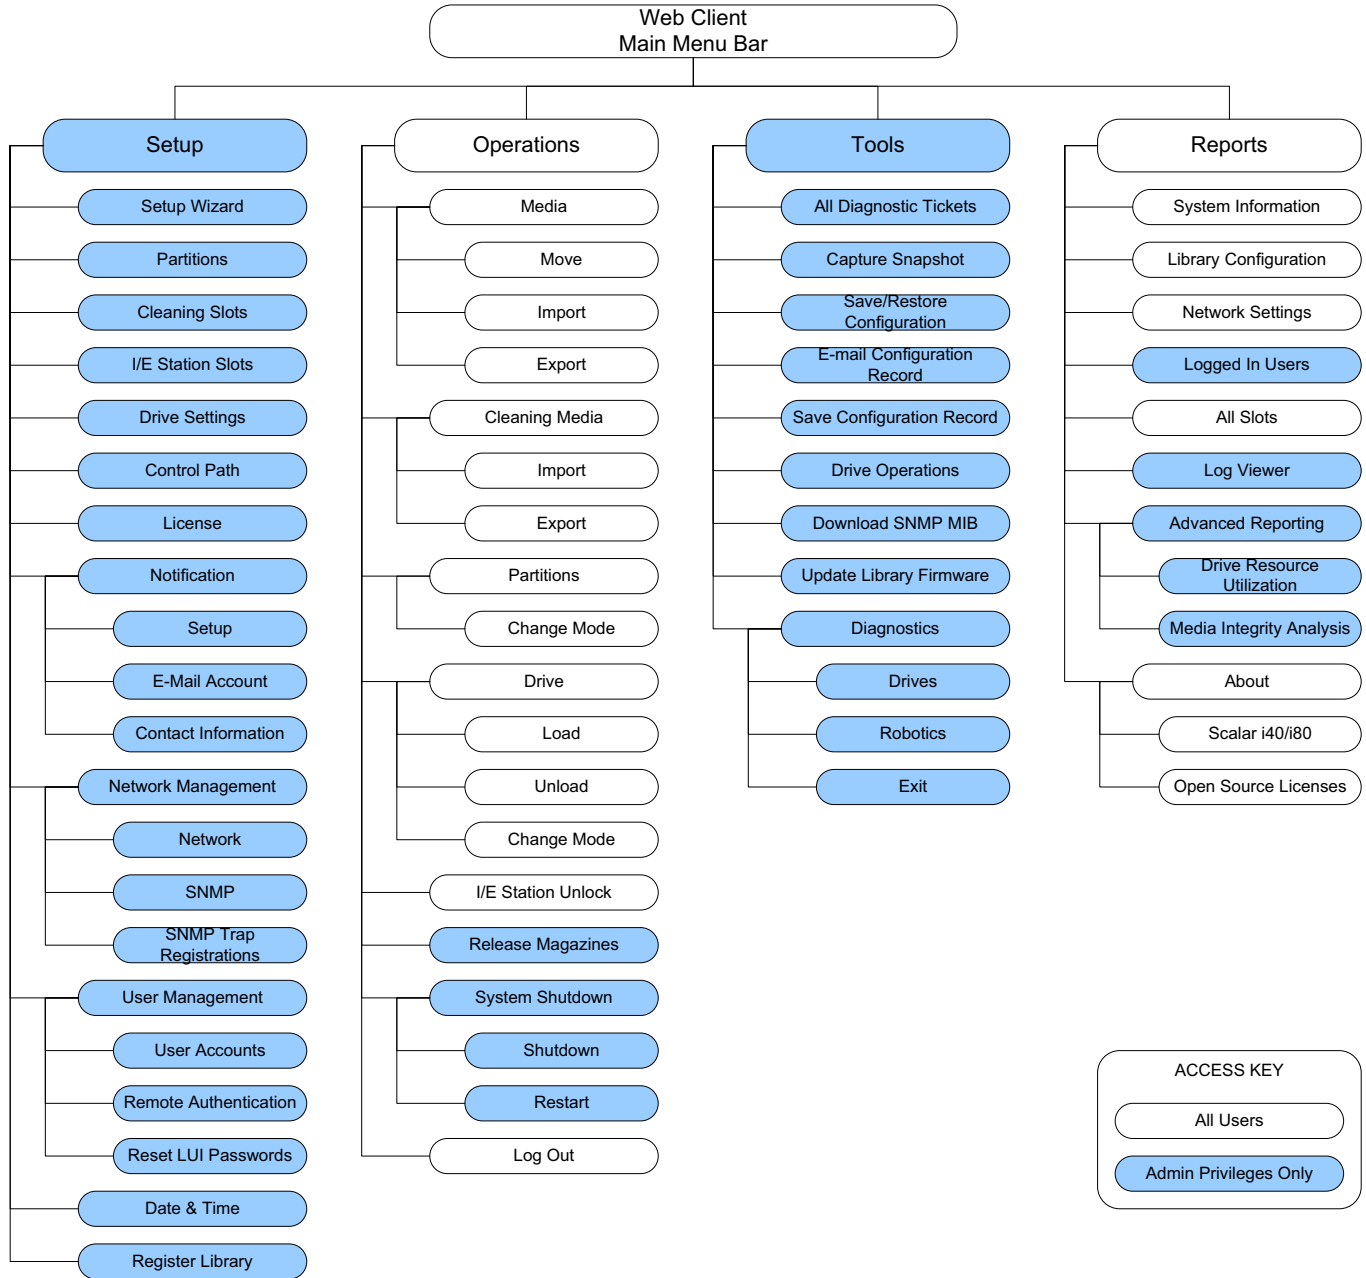 Web Client
Main Menu Bar
Setup
Setup Wizard
Partitions
Cleaning Slots
I/E Station Slots
Drive Settings
Control Path
License
Notification
Setup
E-Mail Account
Contact Information
Network Management
Network
SNMP
SNMP Trap
Registrations
User Management
User Accounts
Remote Authentication
Reset LUI Passwords
Date & Time
Register Library
Operations
Media
Move
Import
Export
Cleaning Media
Import
Export
Partitions
Change Mode
Drive
Load
Unload
Change Mode
I/E Station Unlock
Release Magazines
System Shutdown
Shutdown
Restart
Log Out
Tools
All Diagnostic Tickets
Capture Snapshot
Save/Restore
Configuration
E-mail Configuration
Record
Save Configuration Record
Drive Operations
Download SNMP MIB
Update Library Firmware
Diagnostics
Drives
Robotics
Exit
Reports
System Information
Library Configuration
Network Settings
Logged In Users
All Slots
Log Viewer
Advanced Reporting
Drive Resource
Utilization
Media Integrity Analysis
About
Scalar i40/i80
Open Source Licenses
ACCESS KEY
All Users
Admin Privileges Only